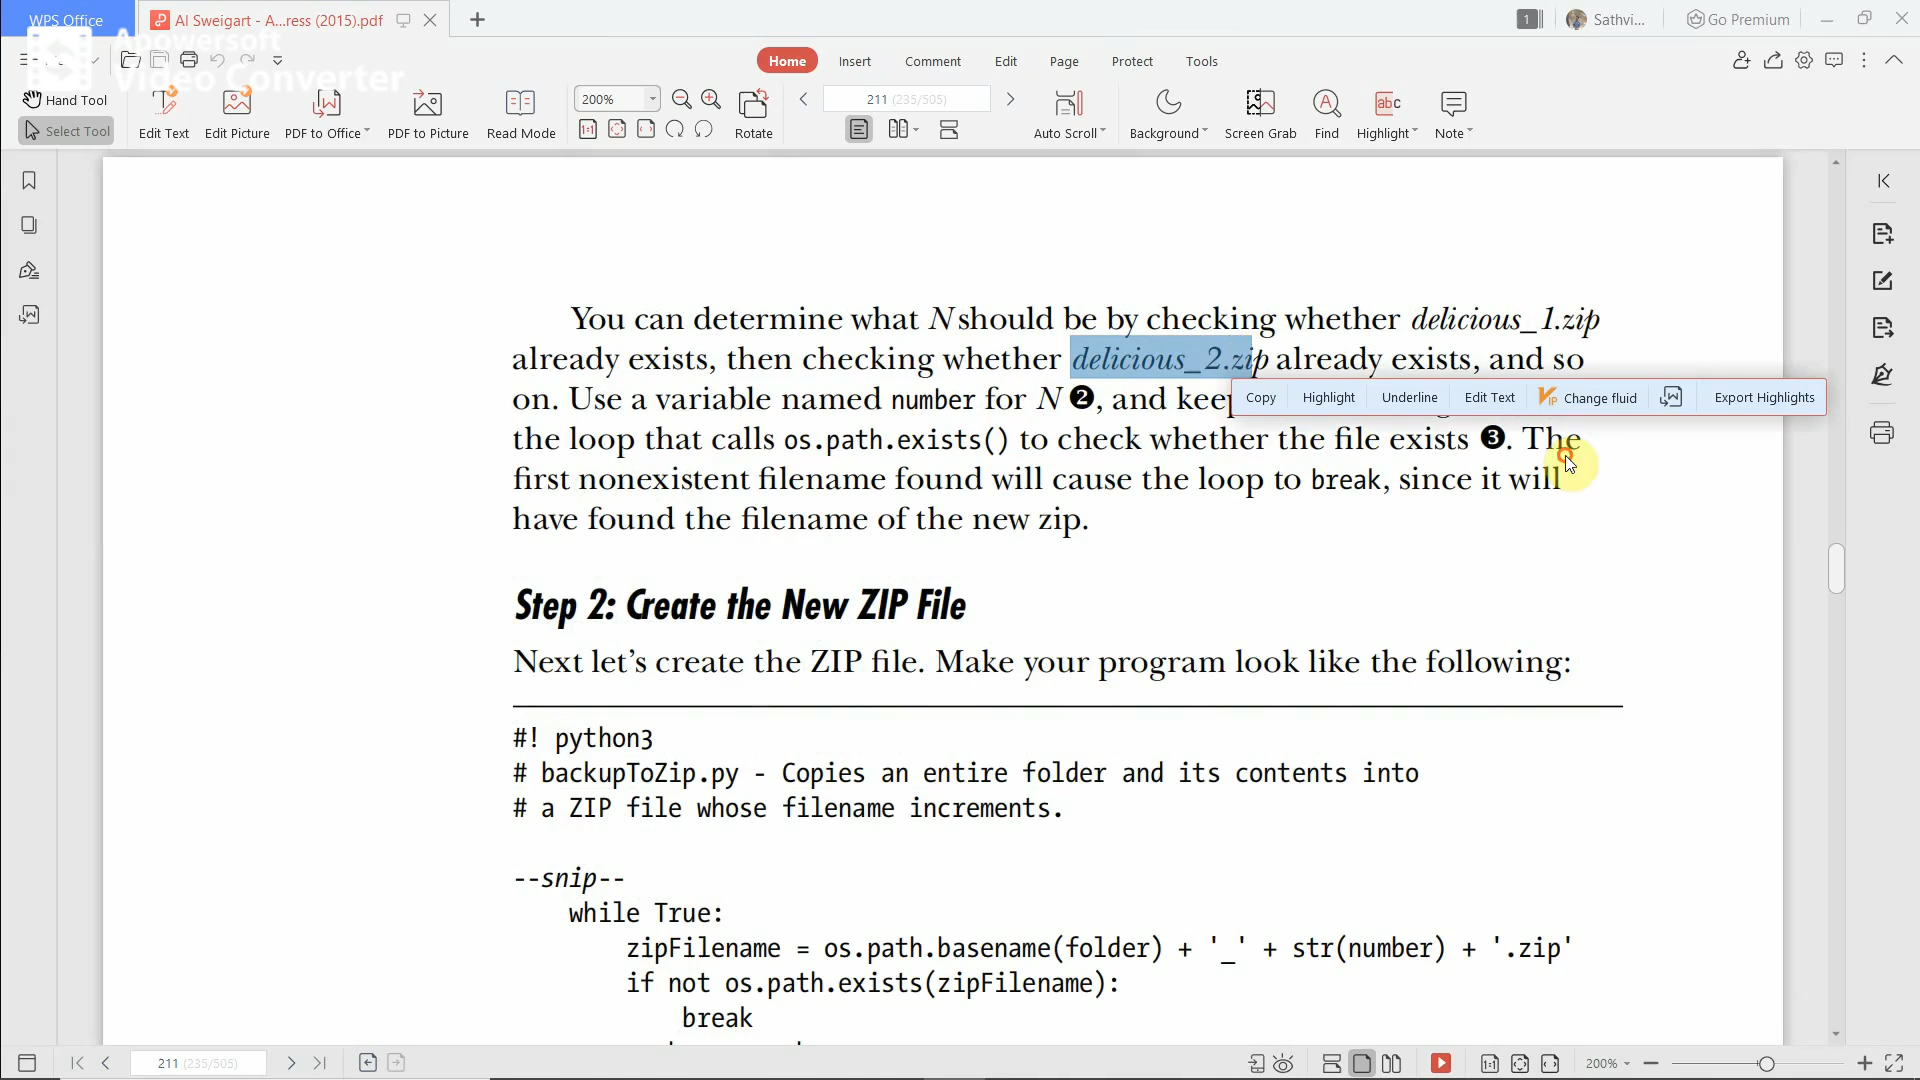 WPS Office
Al Sweigart - A...ress (2015).pdf
1
Sathvi...
Go Premium
Apowersoft
Video Converter
Home
Insert
Comment
Edit
Page
Protect
Tools
Hand Tool
Select Tool
Edit Text
Edit Picture
PDF to Office
PDF to Picture
Read Mode
200%
Rotate
211 (235/505)
Auto Scroll
Background
Screen Grab
Find
Highlight
Note
You can determine what N should be by checking whether delicious_1.zip
already exists, then checking whether delicious_2.zip already exists, and so
on. Use a variable named number for N ❷, and keep
Copy
Highlight
Underline
Edit Text
Change fluid
Export Highlights
the loop that calls os.path.exists() to check whether the file exists ❸. The
first nonexistent filename found will cause the loop to break, since it will
have found the filename of the new zip.
Step 2: Create the New ZIP File
Next let’s create the ZIP file. Make your program look like the following:
#! python3
# backupToZip.py - Copies an entire folder and its contents into
# a ZIP file whose filename increments.
--snip--
while True:
zipFilename = os.path.basename(folder) + '_' + str(number) + '.zip'
if not os.path.exists(zipFilename):
break
211 (235/505)
200%